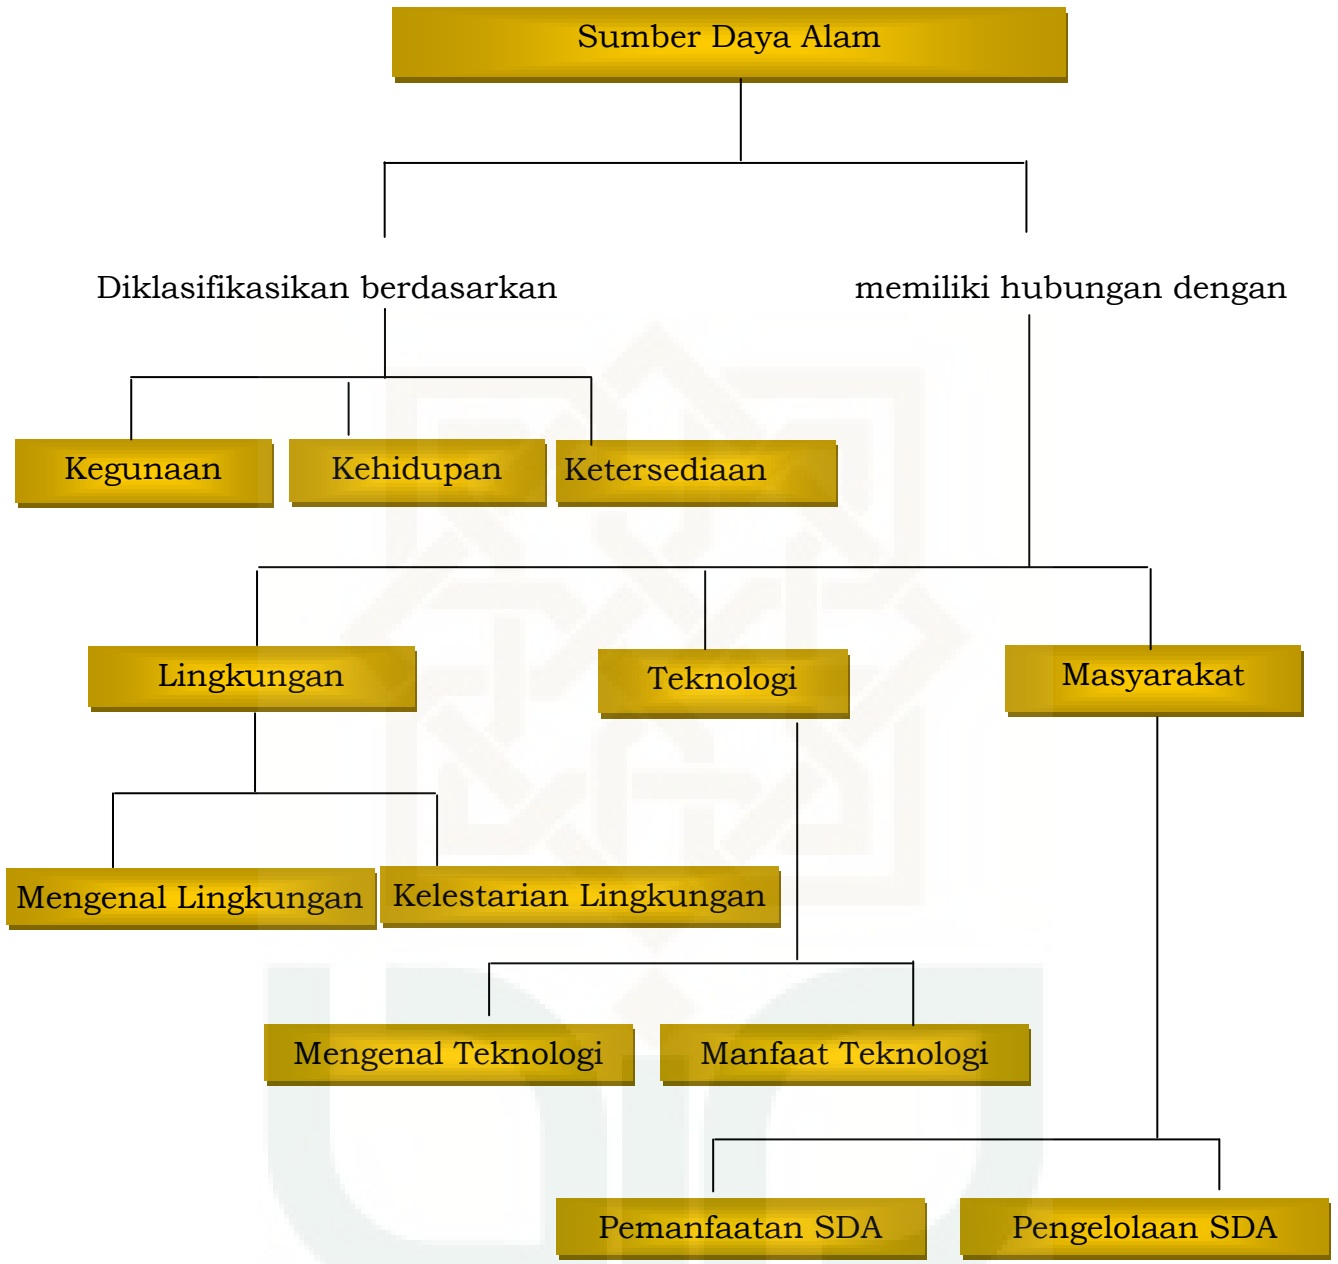 Sumber Daya Alam
Diklasifikasikan berdasarkan
memiliki hubungan dengan
Kegunaan
Kehidupan
Ketersediaan
Lingkungan
Teknologi
Masyarakat
Mengenal Lingkungan
Kelestarian Lingkungan
Mengenal Teknologi
Manfaat Teknologi
Pemanfaatan SDA
Pengelolaan SDA